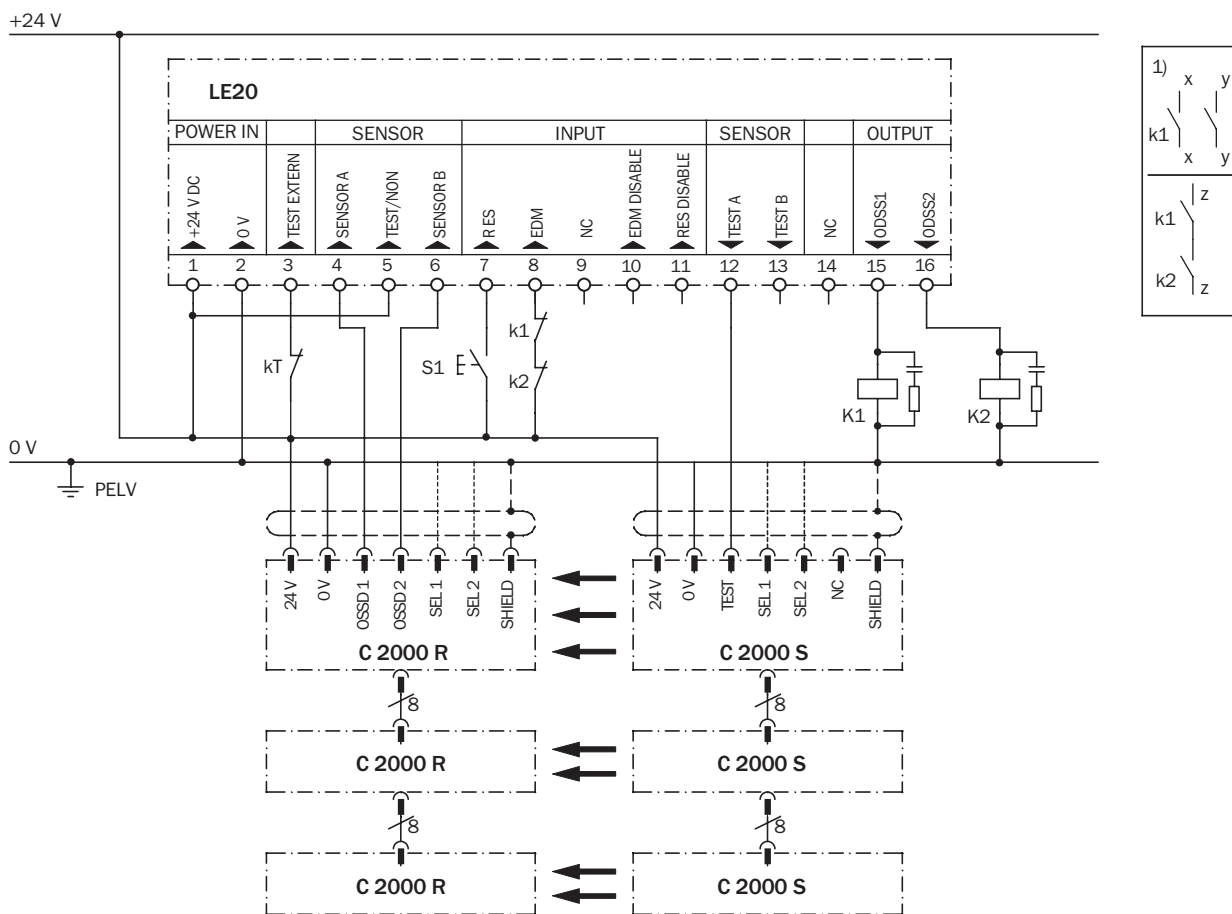 +24 V
LE20
POWER IN
SENSOR
INPUT
SENSOR
OUTPUT
+24 V DC
0 V
TEST EXTERN
SENSOR A
TEST/NON
SENSOR B
R ES
EDM
NC
EDM DISABLE
RES DISABLE
TEST A
TEST B
NC
ODSS1
ODSS2
1 2 3 4 5 6 7 8 9 10 11 12 13 14 15 16
1)
x y
k1
x y
z
k1
k2
z
kT
S1
k1
k2
K1
K2
0 V
PELV
24 V
0 V
OSSD 1
OSSD 2
SEL 1
SEL 2
SHIELD
C 2000 R
24 V
0 V
TEST
SEL 1
SEL 2
NC
SHIELD
C 2000 S
8
8
C 2000 R
C 2000 S
8
8
C 2000 R
C 2000 S